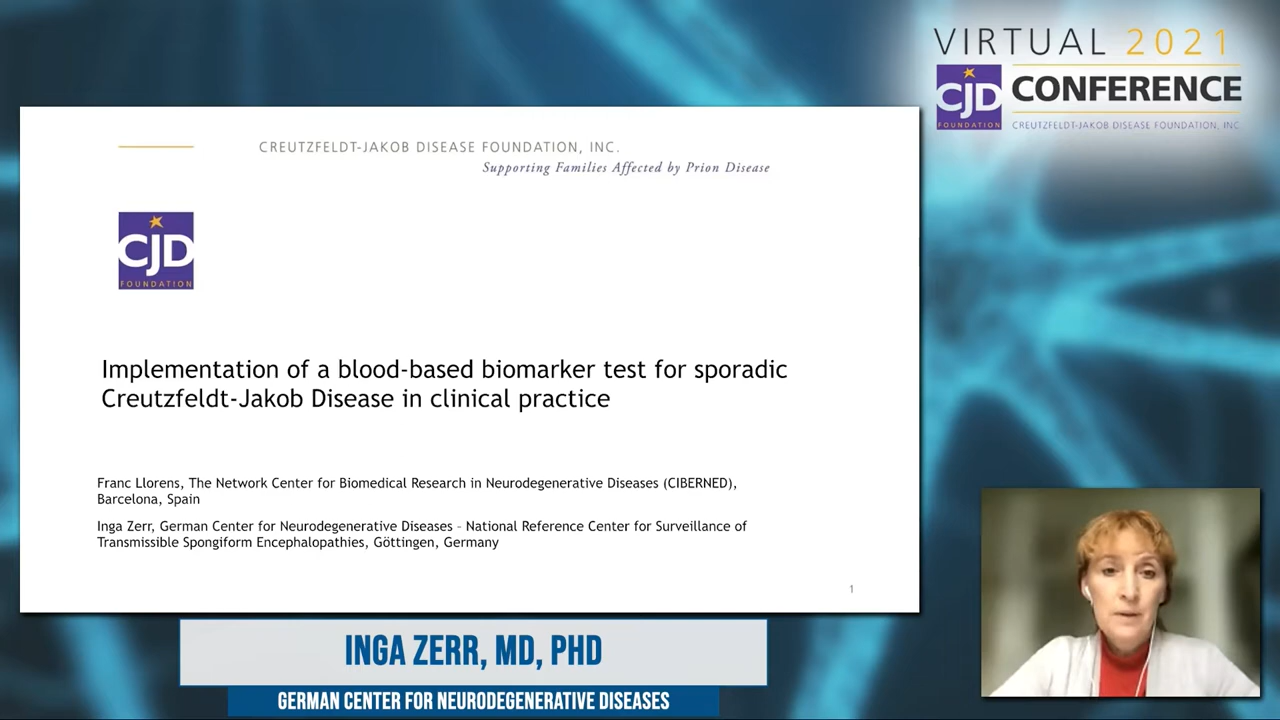 VIRTUAL 2021
CJD
FOUNDATION
CONFERENCE
CREUTZFELDT-JAKOB DISEASE FOUNDATION, INC
CREUTZFELDT-JAKOB DISEASE FOUNDATION, INC.
Supporting Families Affected by Prion Disease
CJD
FOUNDATION
Implementation of a blood-based biomarker test for sporadic
Creutzfeldt-Jakob Disease in clinical practice
Franc Llorens, The Network Center for Biomedical Research in Neurodegenerative Diseases (CIBERNED),
Barcelona, Spain
Inga Zerr, German Center for Neurodegenerative Diseases – National Reference Center for Surveillance of
Transmissible Spongiform Encephalopathies, Göttingen, Germany
1
INGA ZERR, MD, PHD
GERMAN CENTER FOR NEURODEGENERATIVE DISEASES